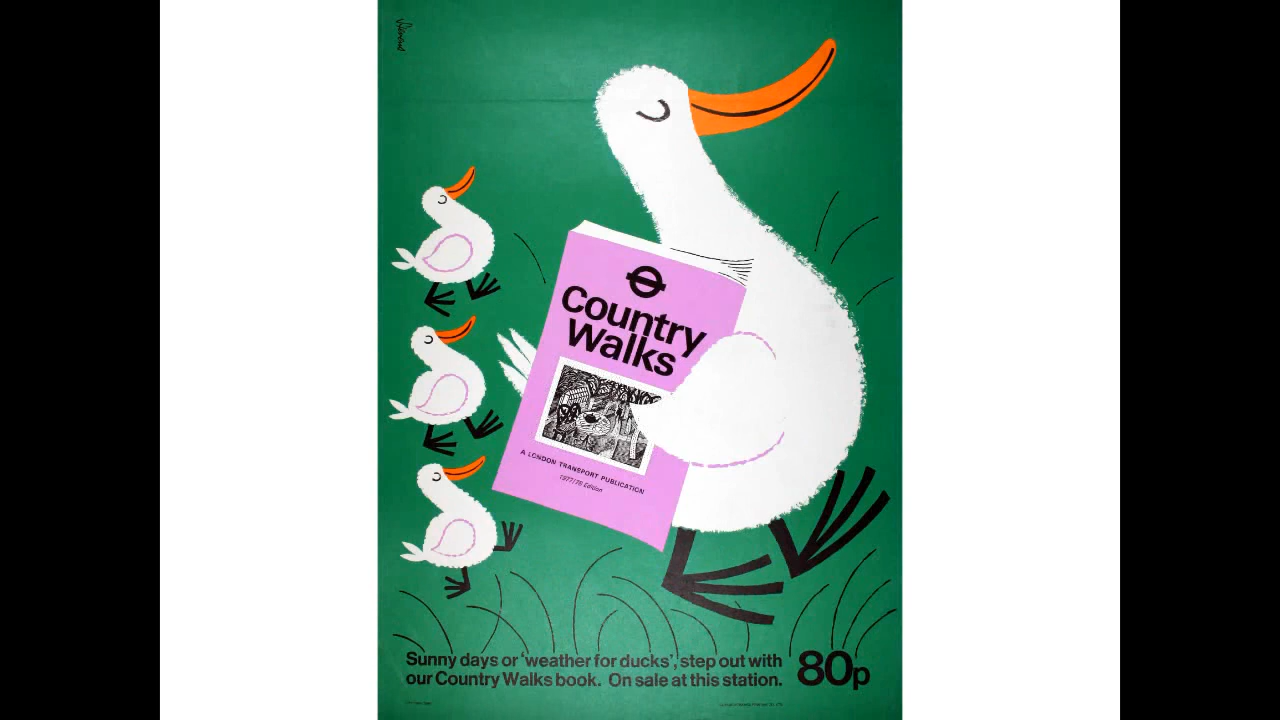 Country
Walks
A LONDON TRANSPORT PUBLICATION
1977/78 Edition
Sunny days or 'weather for ducks', step out with
our Country Walks book. On sale at this station.
80p